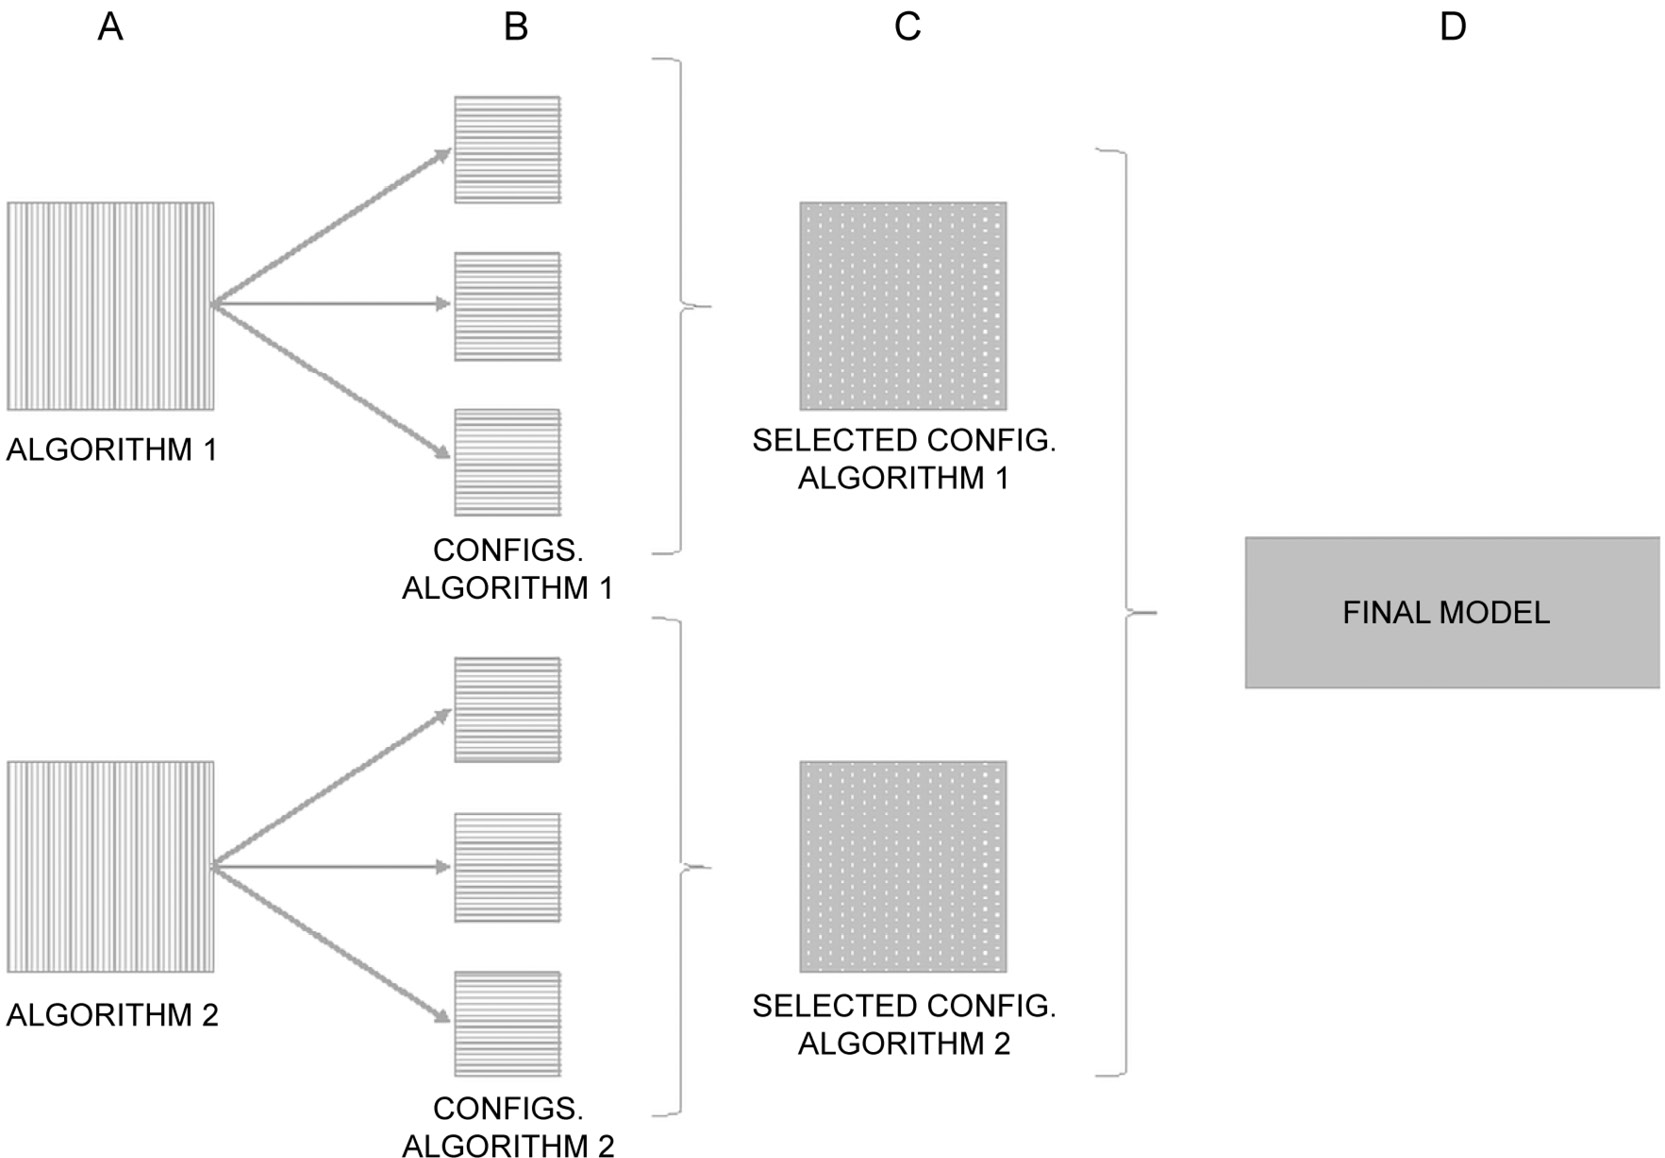 A
B
C
D
ALGORITHM 1
CONFIGS.
ALGORITHM 1
SELECTED CONFIG.
ALGORITHM 1
FINAL MODEL
ALGORITHM 2
CONFIGS.
ALGORITHM 2
SELECTED CONFIG.
ALGORITHM 2